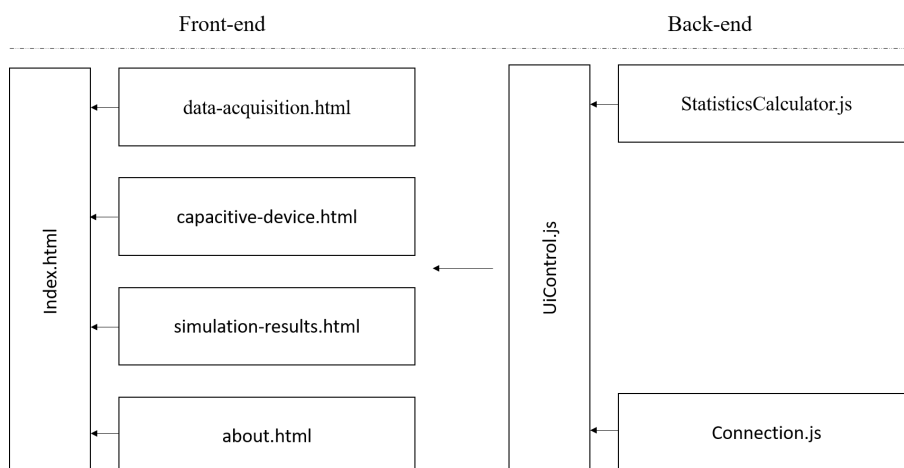 Front-end
Back-end
Index.html
data-acquisition.html
capacitive-device.html
simulation-results.html
about.html
UiControl.js
StatisticsCalculator.js
Connection.js